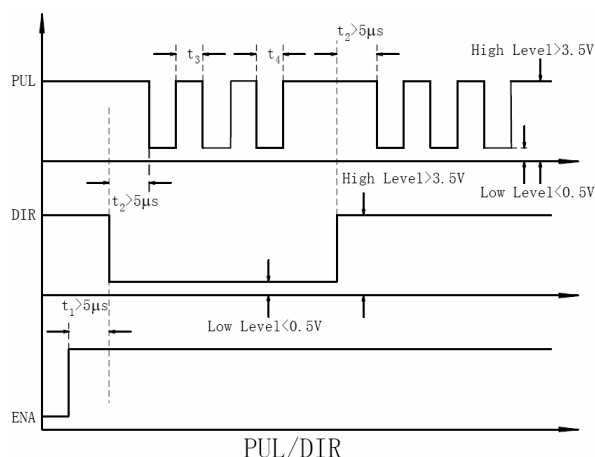 t₂>5µs
t₃
t₄
High Level>3.5V
PUL
t₂>5µs
High Level>3.5V
Low Level<0.5V
DIR
t₁>5µs
Low Level<0.5V
ENA
PUL/DIR